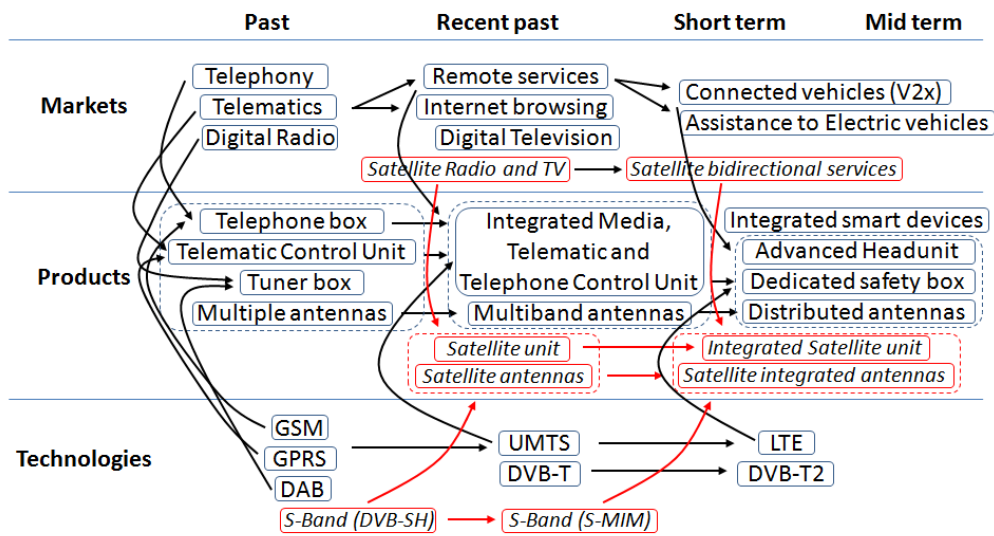 Past
Recent past
Short term
Mid term
Markets
Telephony
Telematics
Digital Radio
Remote services
Internet browsing
Digital Television
Satellite Radio and TV
Connected vehicles (V2x)
Assistance to Electric vehicles
Satellite bidirectional services
Products
Telephone box
Telematic Control Unit
Tuner box
Multiple antennas
Integrated Media,
Telematic and
Telephone Control Unit
Multiband antennas
Satellite unit
Satellite antennas
Integrated smart devices
Advanced Headunit
Dedicated safety box
Distributed antennas
Integrated Satellite unit
Satellite integrated antennas
Technologies
GSM
GPRS
DAB
S-Band (DVB-SH)
UMTS
DVB-T
S-Band (S-MIM)
LTE
DVB-T2